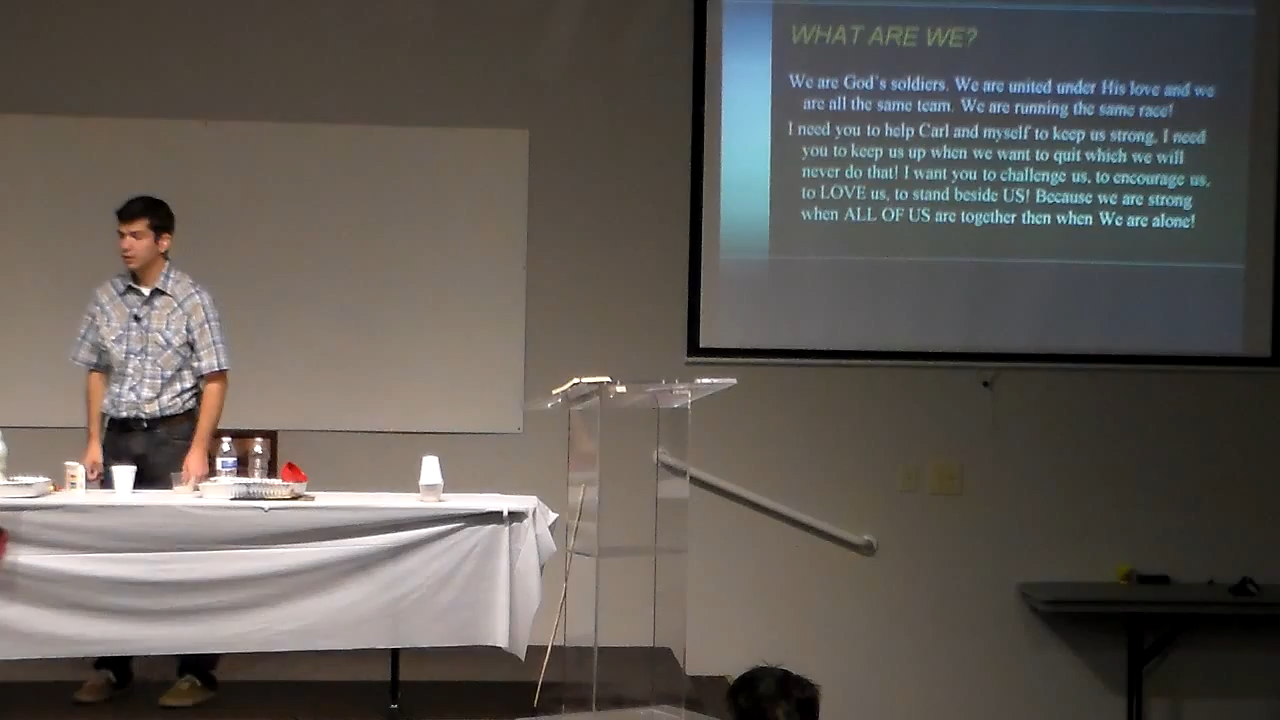 WHAT ARE WE?
We are God's soldiers. We are united under His love and we
are all the same team. We are running the same race!
I need you to help Carl and myself to keep us strong, I need
you to keep us up when we want to quit which we will
never do that! I want you to challenge us, to encourage us,
to LOVE us, to stand beside US! Because we are strong
when ALL OF US are together then when We are alone!